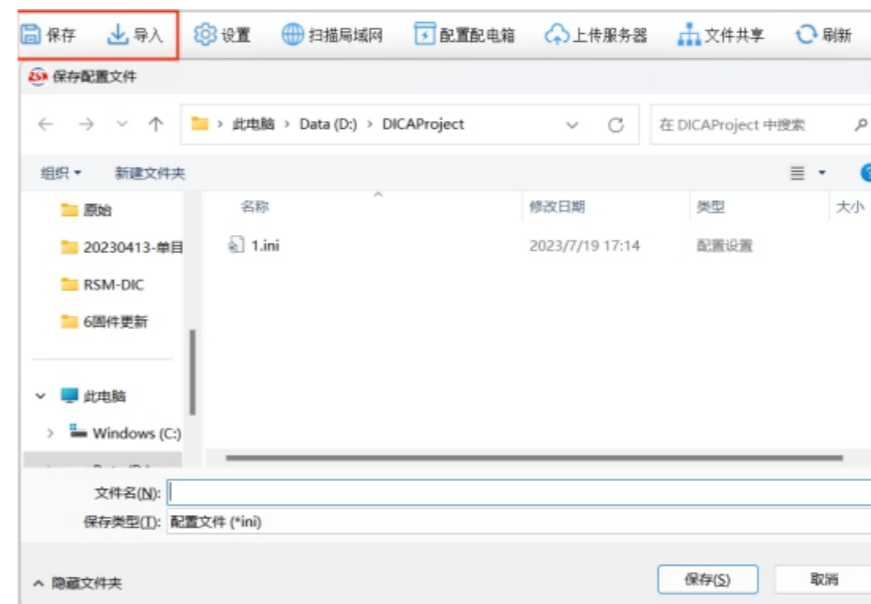 保存 导入 设置 扫描局域网 配置配电箱 上传服务器 文件共享 刷新
ZSN 保存配置文件
此电脑 > Data (D:) > DICAProject 在 DICAProject 中搜索
组织 新建文件夹
名称 修改日期 类型 大小
原始
1.ini 2023/7/19 17:14 配置设置
20230413-单目
RSM-DIC
6固件更新
此电脑
Windows (C:)
文件名(N):
保存类型(T): 配置文件 (*ini)
隐藏文件夹 保存(S) 取消